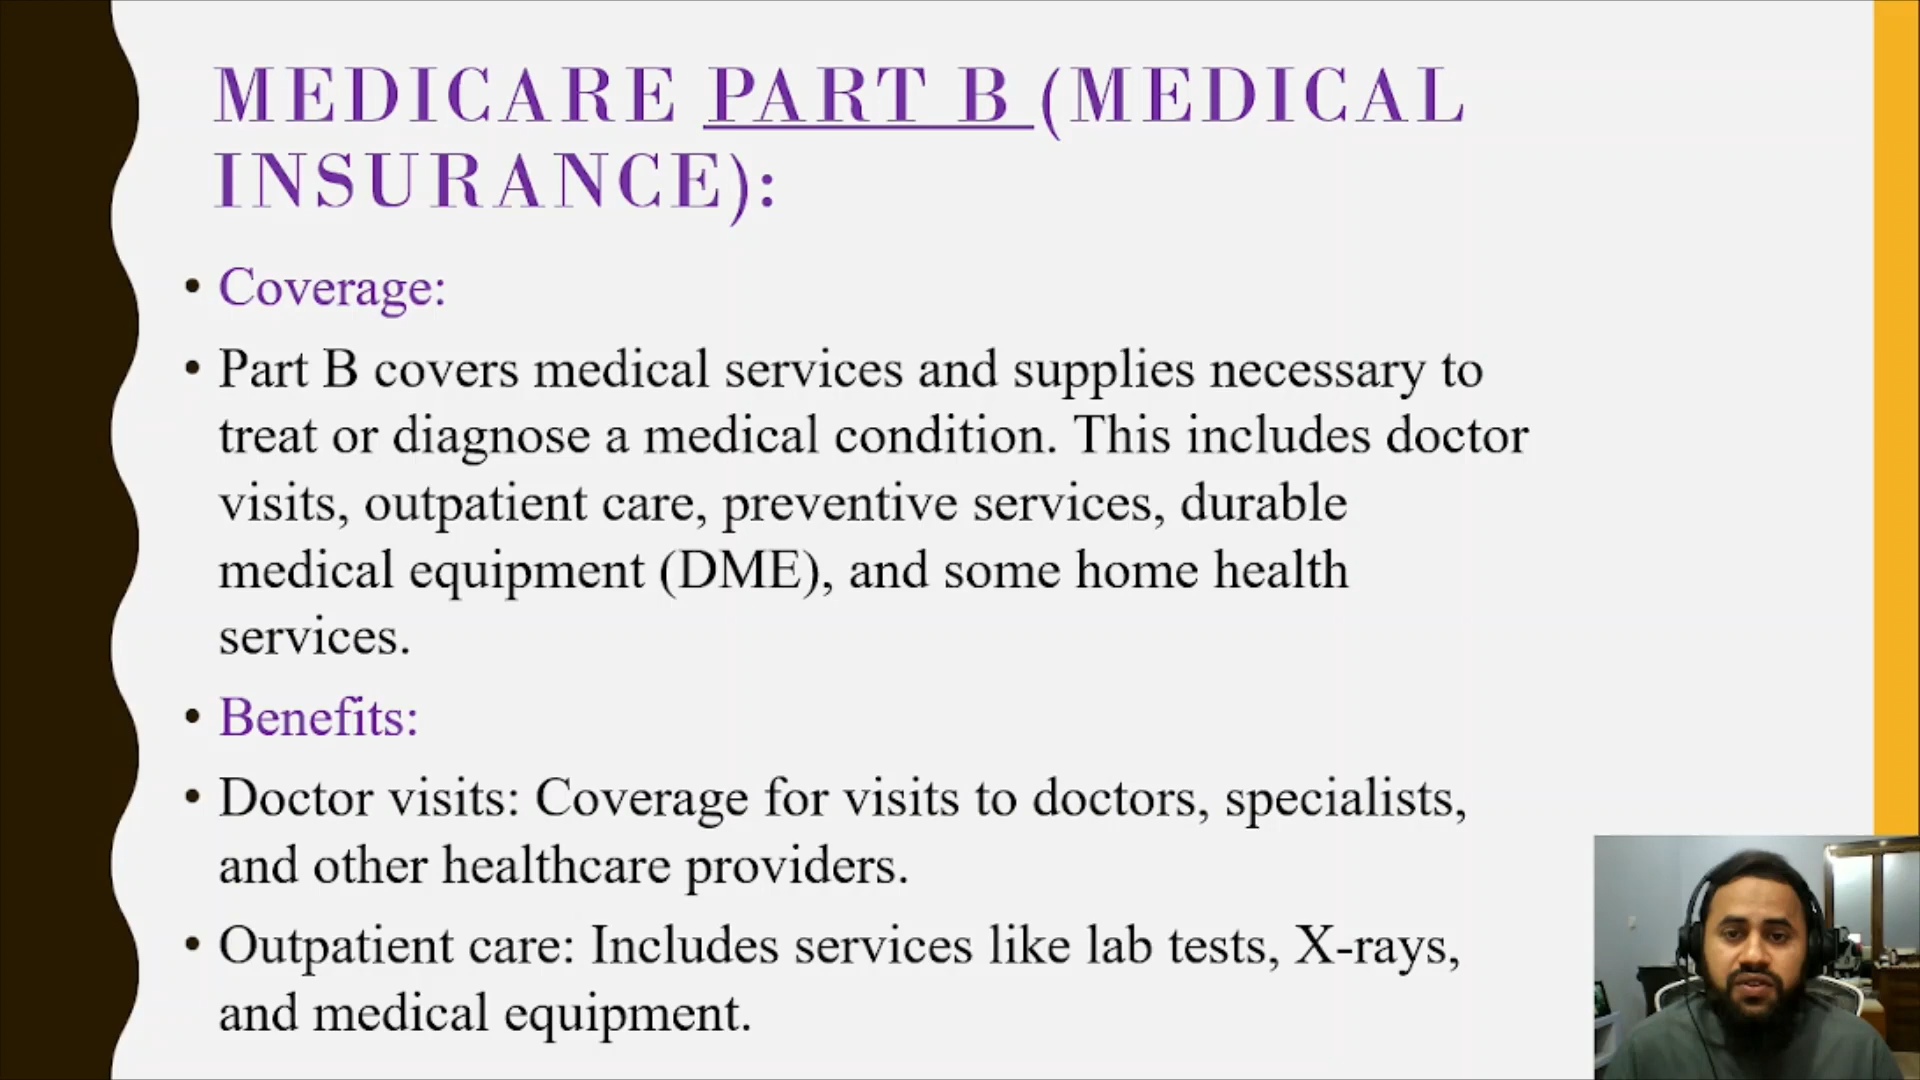 MEDICARE PART B (MEDICAL
INSURANCE):
• Coverage:
• Part B covers medical services and supplies necessary to
treat or diagnose a medical condition. This includes doctor
visits, outpatient care, preventive services, durable
medical equipment (DME), and some home health
services.
• Benefits:
• Doctor visits: Coverage for visits to doctors, specialists,
and other healthcare providers.
• Outpatient care: Includes services like lab tests, X-rays,
and medical equipment.